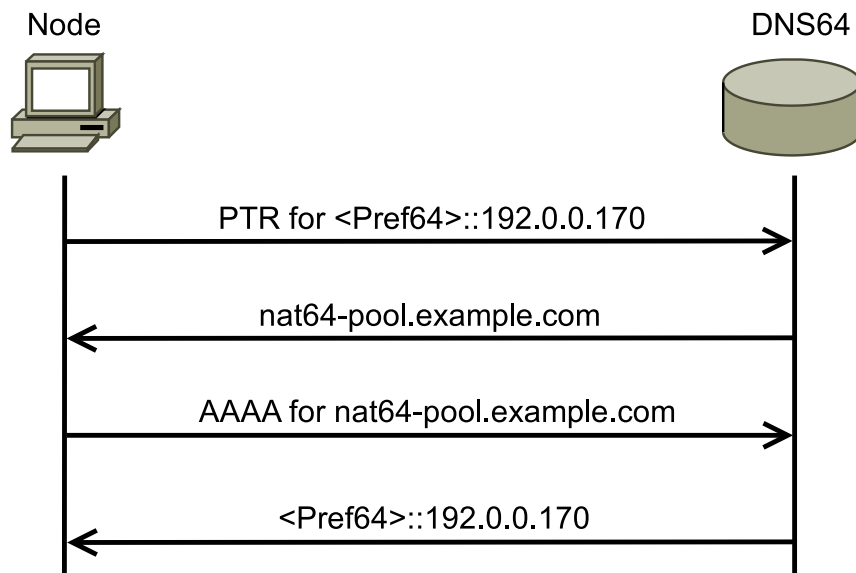 Node
DNS64
PTR for <Pref64>::192.0.0.170
nat64-pool.example.com
AAAA for nat64-pool.example.com
<Pref64>::192.0.0.170